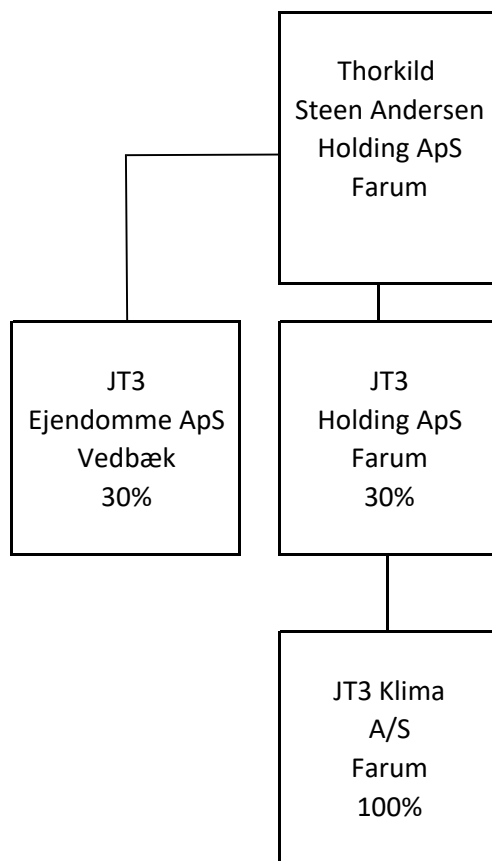 Thorkild
Steen Andersen
Holding ApS
Farum
JT3
Ejendomme ApS
Vedbæk
30%
JT3
Holding ApS
Farum
30%
JT3 Klima
A/S
Farum
100%